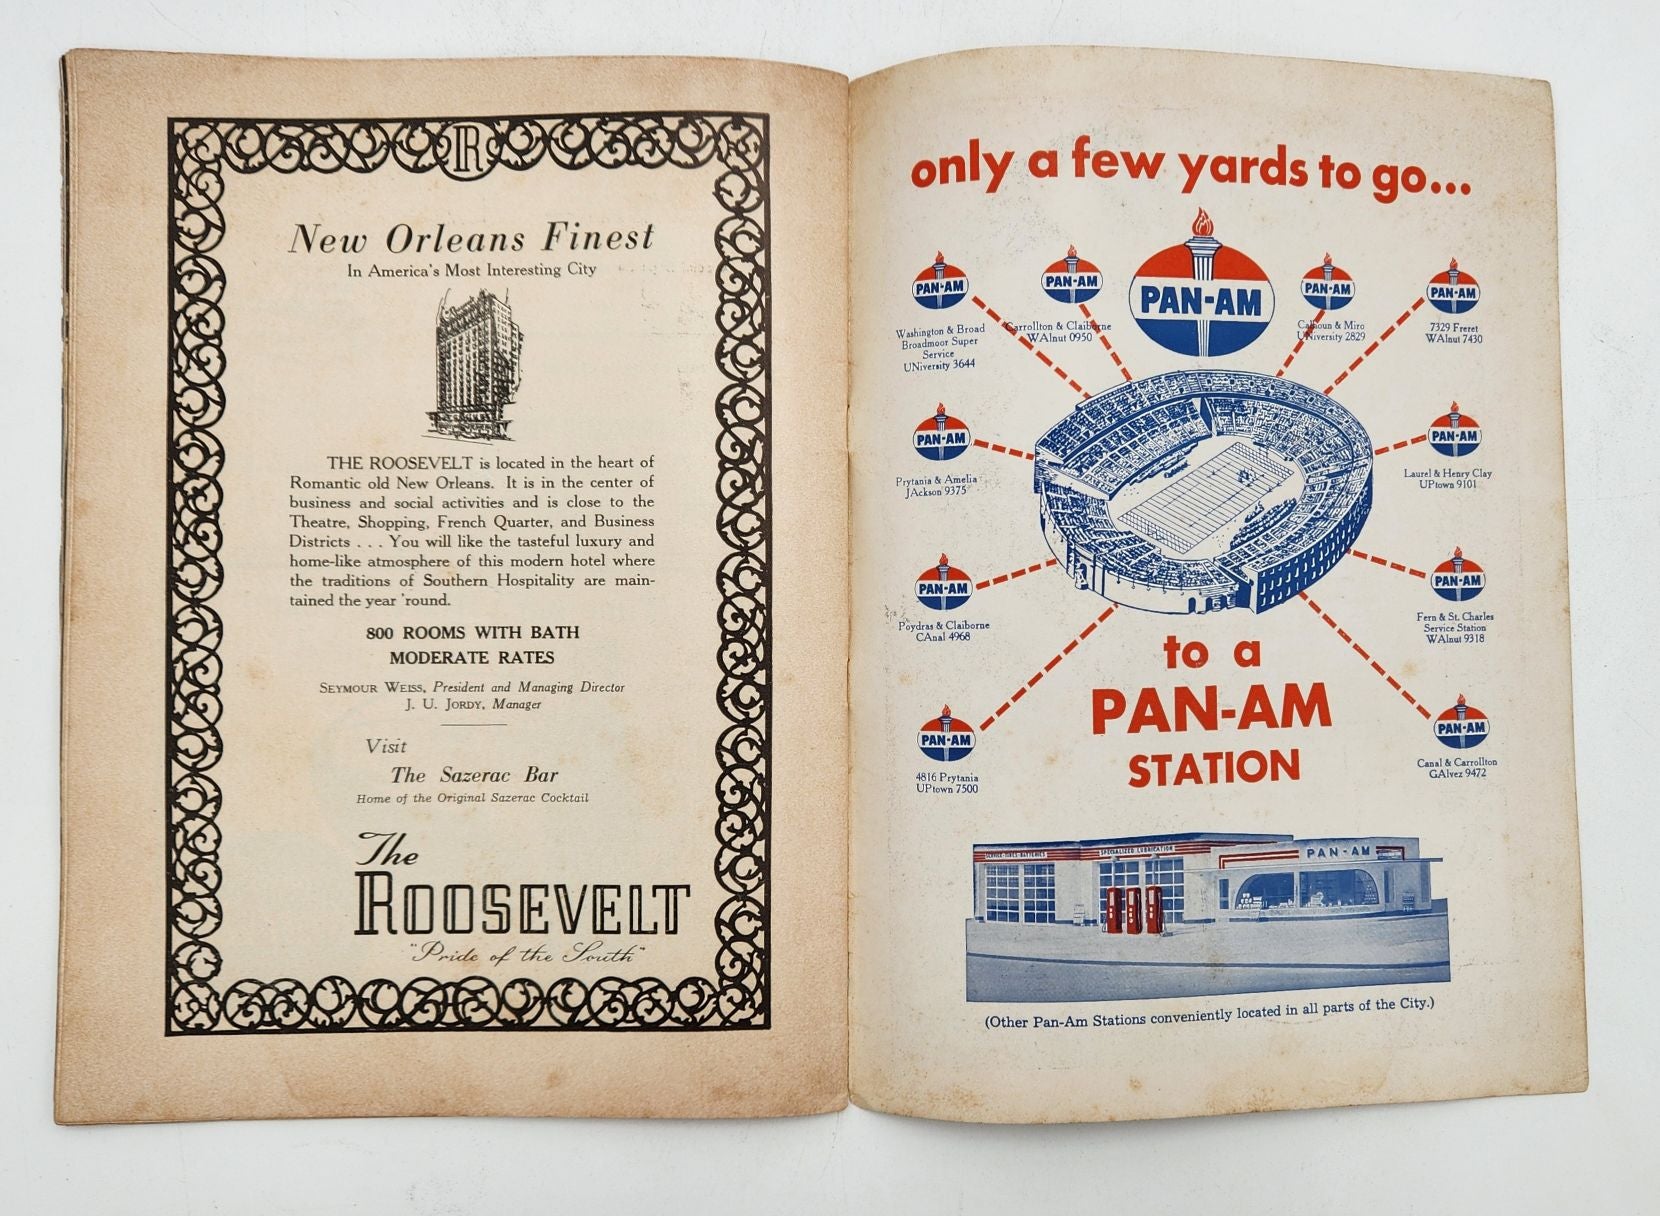 R
New Orleans Finest
In America's Most Interesting City
THE ROOSEVELT is located in the heart of
Romantic old New Orleans. It is in the center of
business and social activities and is close to the
Theatre, Shopping, French Quarter, and Business
Districts . . . You will like the tasteful luxury and
home-like atmosphere of this modern hotel where
the traditions of Southern Hospitality are main-
tained the year 'round.
800 ROOMS WITH BATH
MODERATE RATES
SEYMOUR WEISS, President and Managing Director
J. U. JORDY, Manager
Visit
The Sazerac Bar
Home of the Original Sazerac Cocktail
The
ROOSEVELT
"Pride of the South"
only a few yards to go...
PAN-AM
PAN-AM
PAN-AM
PAN-AM
PAN-AM
Washington & Broad
Broadmoor Super
Service
UNiversity 3644
Carrollton & Claiborne
WAlnut 0950
Calhoun & Miro
UNiversity 2829
7329 Freret
WAlnut 7430
PAN-AM
Prytania & Amelia
JAckson 9375
PAN-AM
Laurel & Henry Clay
UPtown 9101
PAN-AM
Poydras & Claiborne
CAnal 4968
PAN-AM
Fern & St. Charles
Service Station
WAlnut 9318
PAN-AM
4816 Prytania
UPtown 7500
PAN-AM
Canal & Carrollton
GAlvez 9472
to a
PAN-AM
STATION
SERVICE-TIRES-BATTERIES
SPECIALIZED LUBRICATION
PAN-AM
(Other Pan-Am Stations conveniently located in all parts of the City.)